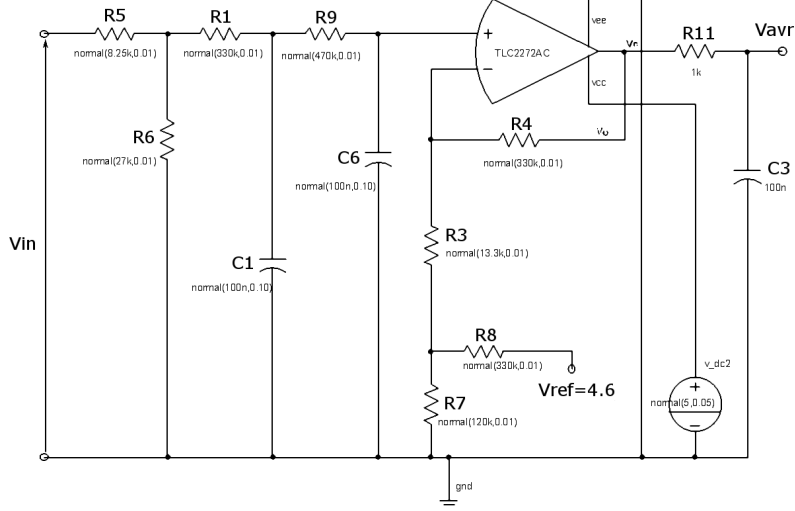 R5
R1
R9
normal(8.25k,0.01)
normal(330k,0.01)
normal(470k,0.01)
+
−
TLC2272AC
vee
vcc
Vn
R11
1k
Vavn
R6
normal(27k,0.01)
C6
normal(100n,0.10)
R4
Vo
normal(330k,0.01)
C3
100n
Vin
C1
normal(100n,0.10)
R3
normal(13.3k,0.01)
R8
normal(330k,0.01)
Vref=4.6
R7
normal(120k,0.01)
v_dc2
+
normal(5,0.05)
−
gnd